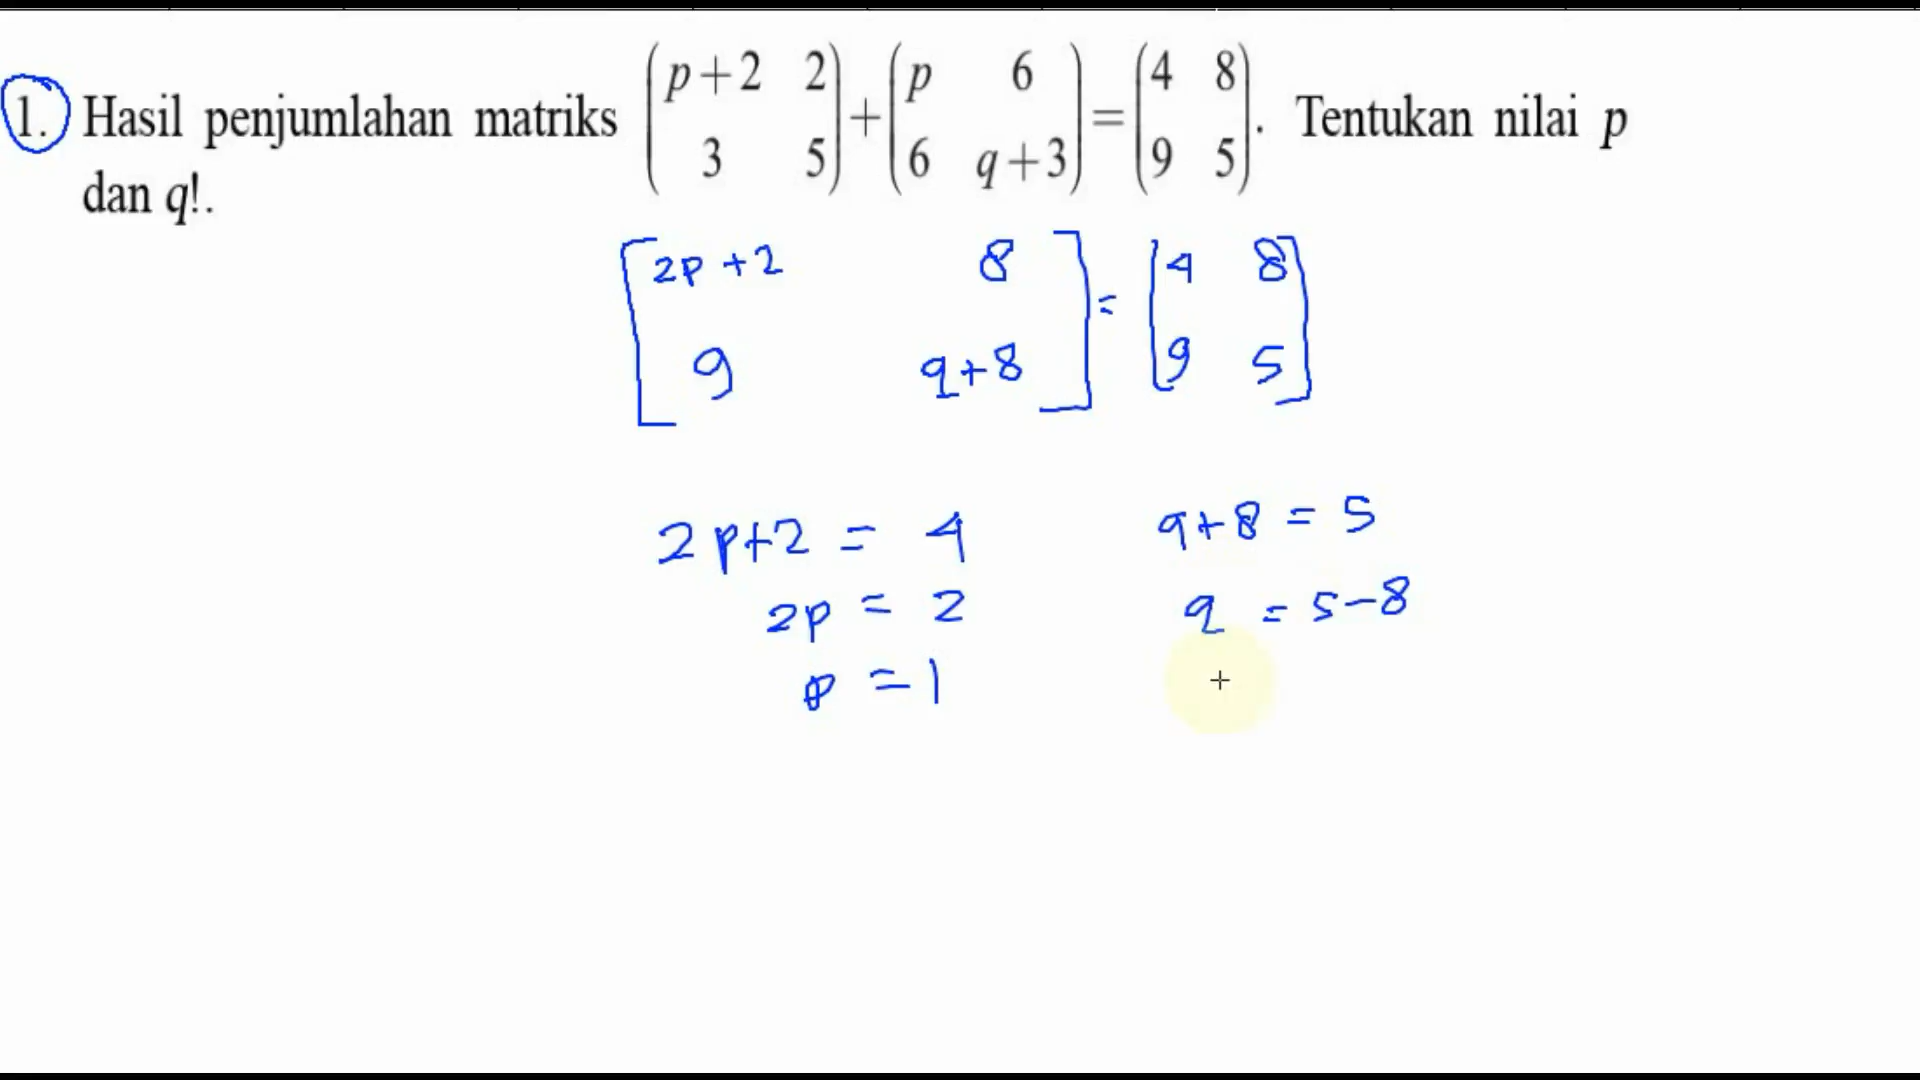 1. Hasil penjumlahan matriks (p+2 2 3 5) + (p 6 6 q+3) = (4 8 9 5). Tentukan nilai p
dan q!.
[2p+2 8
9 q+8] = [4 8
9 5]
2p+2 = 4
2p = 2
p = 1
q+8 = 5
q = 5-8